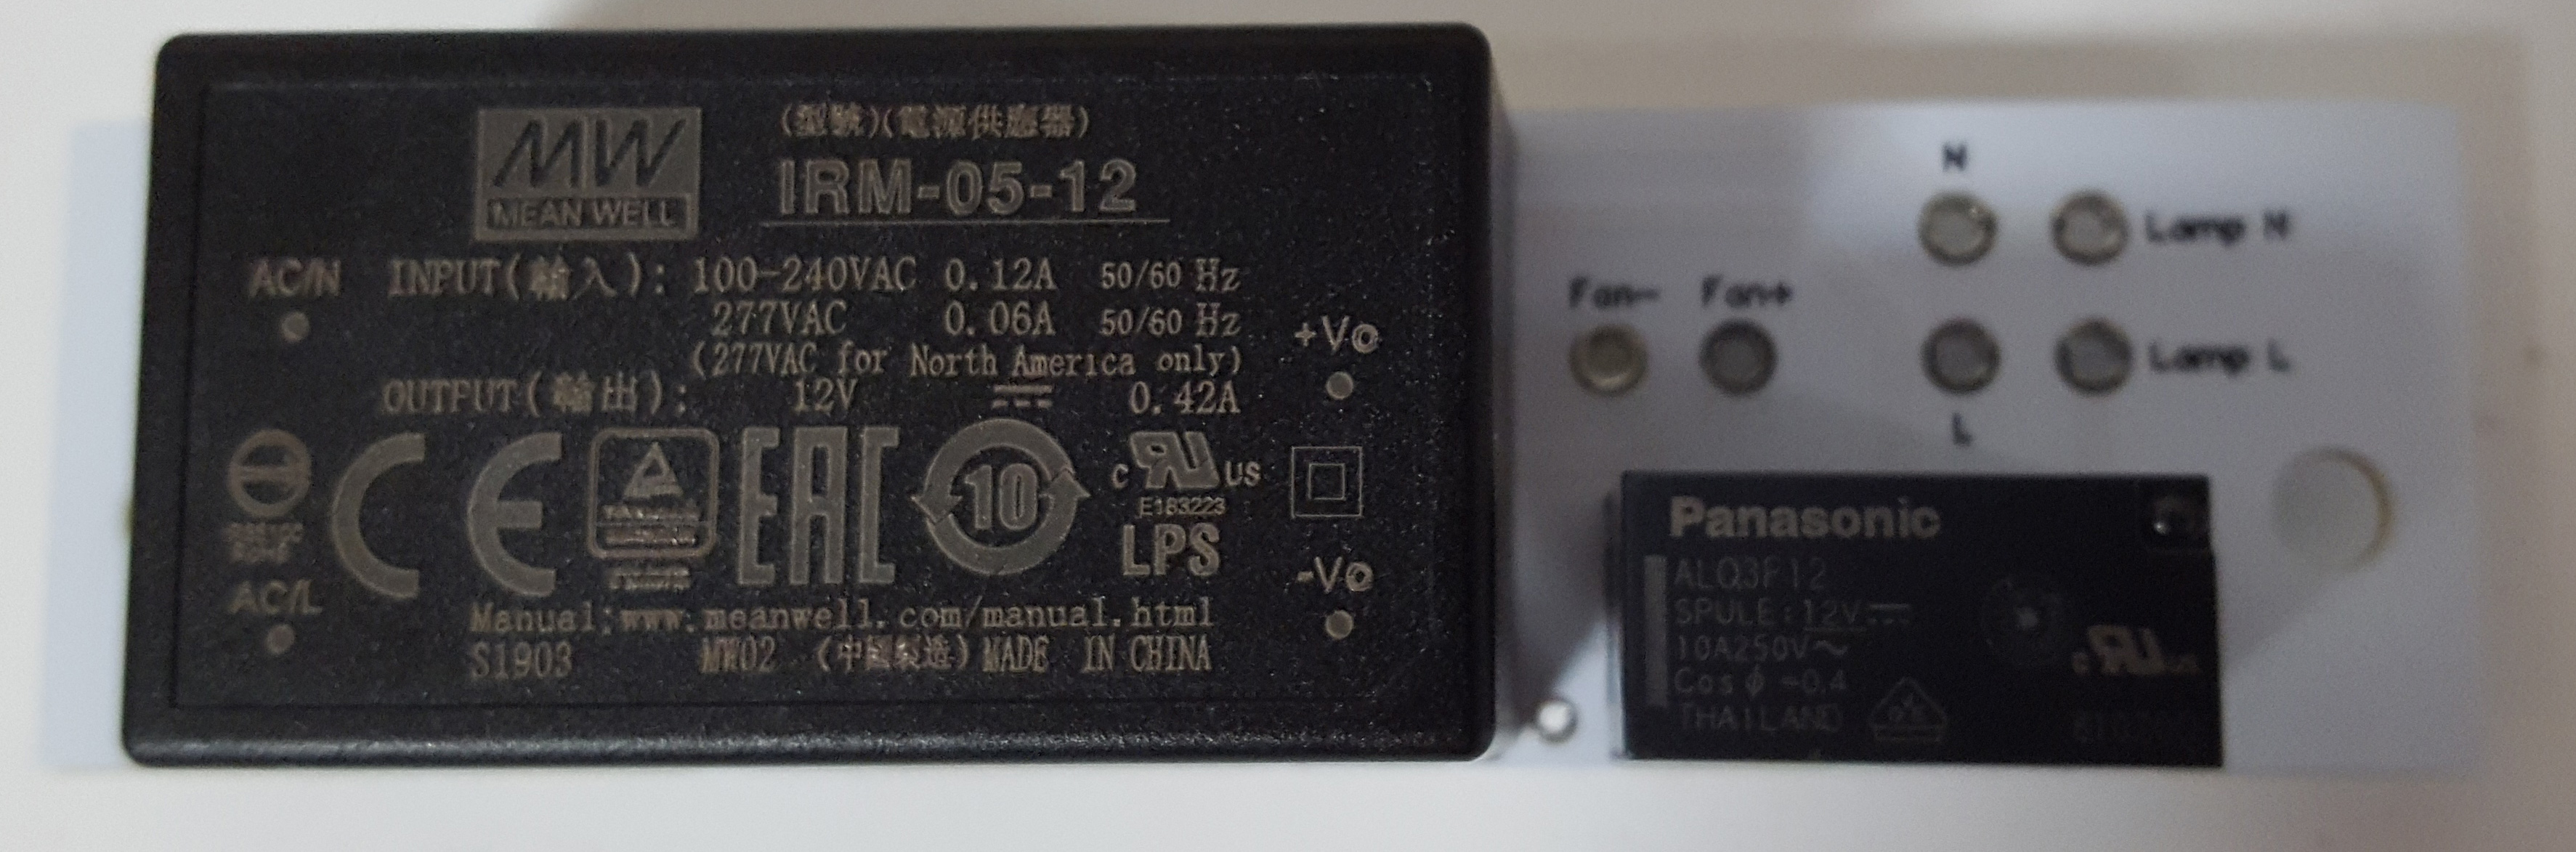 MW
MEAN WELL
(型號)(電源供應器)
IRM-05-12
AC/N
INPUT(輸入): 100-240VAC 0.12A 50/60 Hz
277VAC 0.06A 50/60 Hz
(277VAC for North America only)
OUTPUT(輸出): 12V 0.42A
+Vo
CE
EAC
10
c RU US
E183223
LPS
-Vo
AC/L
Manual:www.meanwell.com/manual.html
S1903 MW02 (中國製造) MADE IN CHINA
N
Lamp N
Fan- Fan+
Lamp L
L
Panasonic
ALQ3F12
SPULE:12V
10A250V~
Cos ϕ =0.4
THAILAND
c RU us